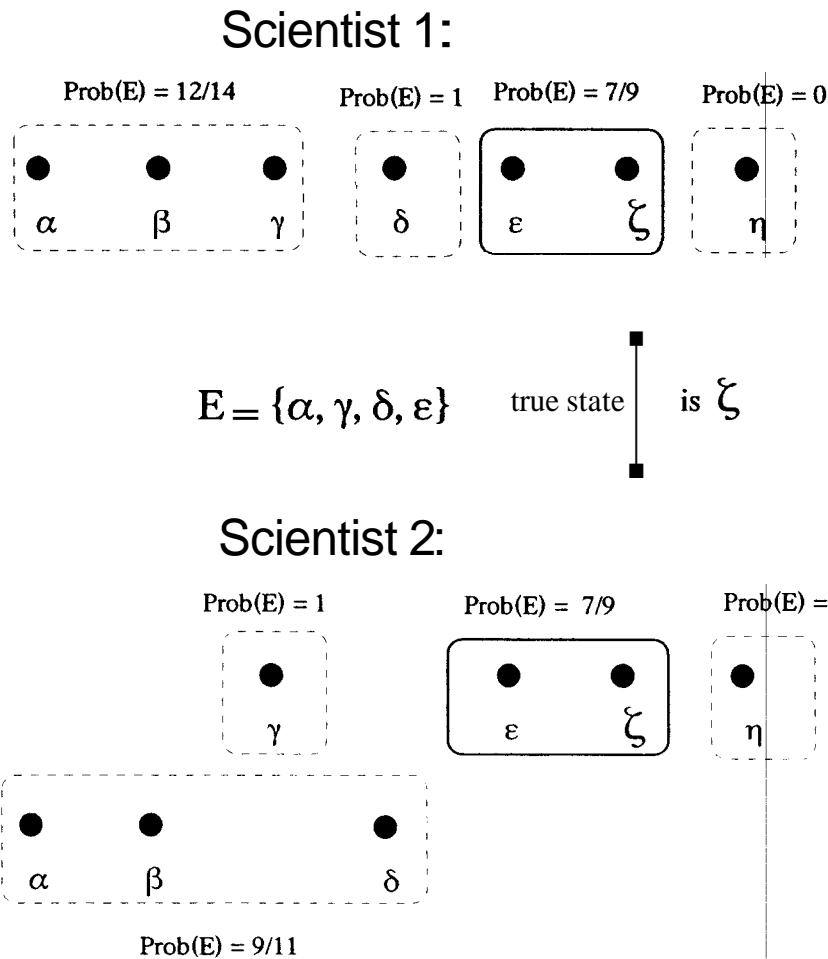 Scientist 1:
Prob(E) = 12/14 Prob(E) = 1 Prob(E) = 7/9 Prob(E) = 0
α β γ δ ε ζ η
E = {α, γ, δ, ε} true state is ζ
Scientist 2:
Prob(E) = 1 Prob(E) = 7/9 Prob(E) =
γ ε ζ η
α β δ
Prob(E) = 9/11